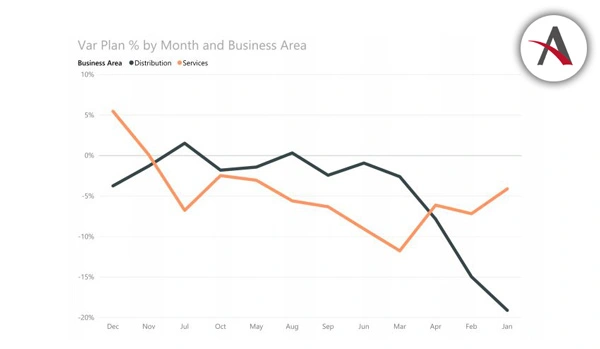 Var Plan % by Month and Business Area
Business Area Distribution Services
10%
5%
0%
-5%
-10%
-15%
-20%
Dec Nov Jul Oct May Aug Sep Jun Mar Apr Feb Jan